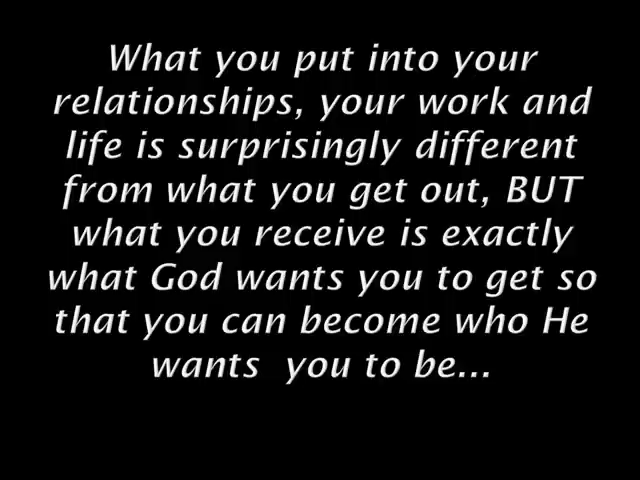 What you put into your
relationships, your work and
life is surprisingly different
from what you get out, BUT
what you receive is exactly
what God wants you to get so
that you can become who He
wants  you to be...